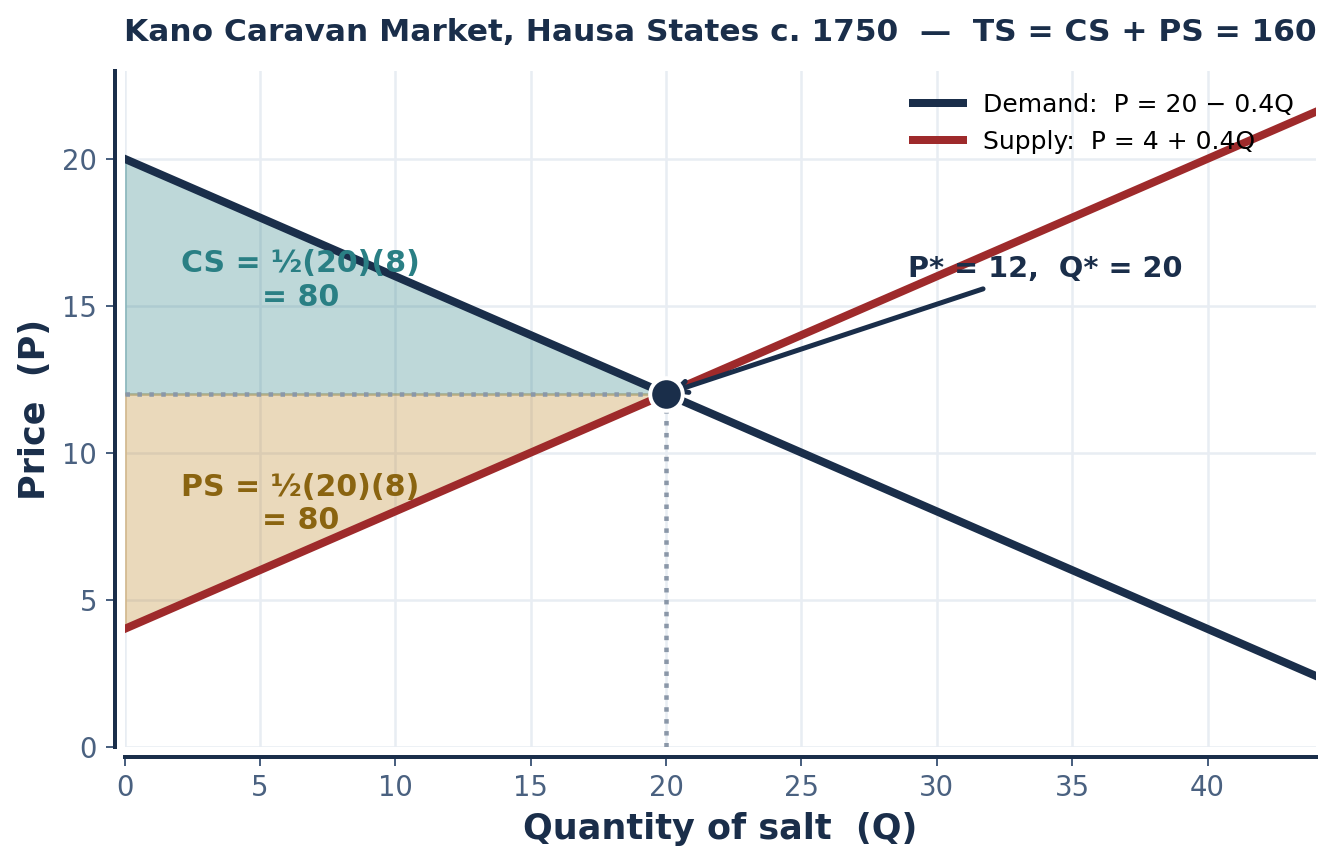 Kano Caravan Market, Hausa States c. 1750 — TS = CS + PS = 160
Demand: P = 20 − 0.4Q
Supply: P = 4 + 0.4Q
CS = ½(20)(8)
= 80
P* = 12, Q* = 20
PS = ½(20)(8)
= 80
Price (P)
20
15
10
5
0
0 5 10 15 20 25 30 35 40
Quantity of salt (Q)